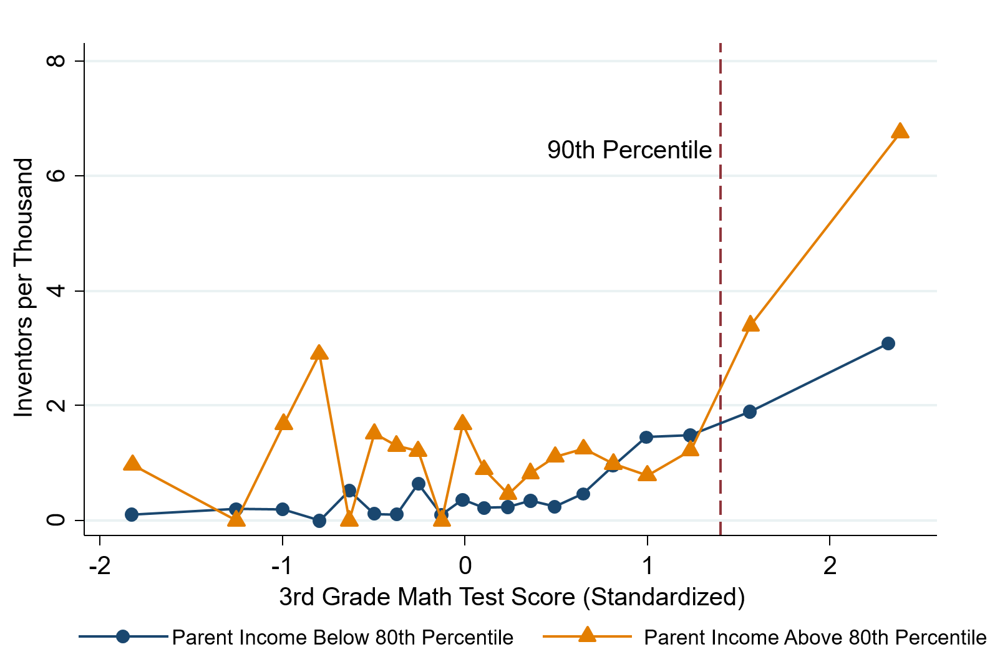 8
90th Percentile
6
Inventors per Thousand
4
2
0
-2 -1 0 1 2
3rd Grade Math Test Score (Standardized)
Parent Income Below 80th Percentile Parent Income Above 80th Percentile